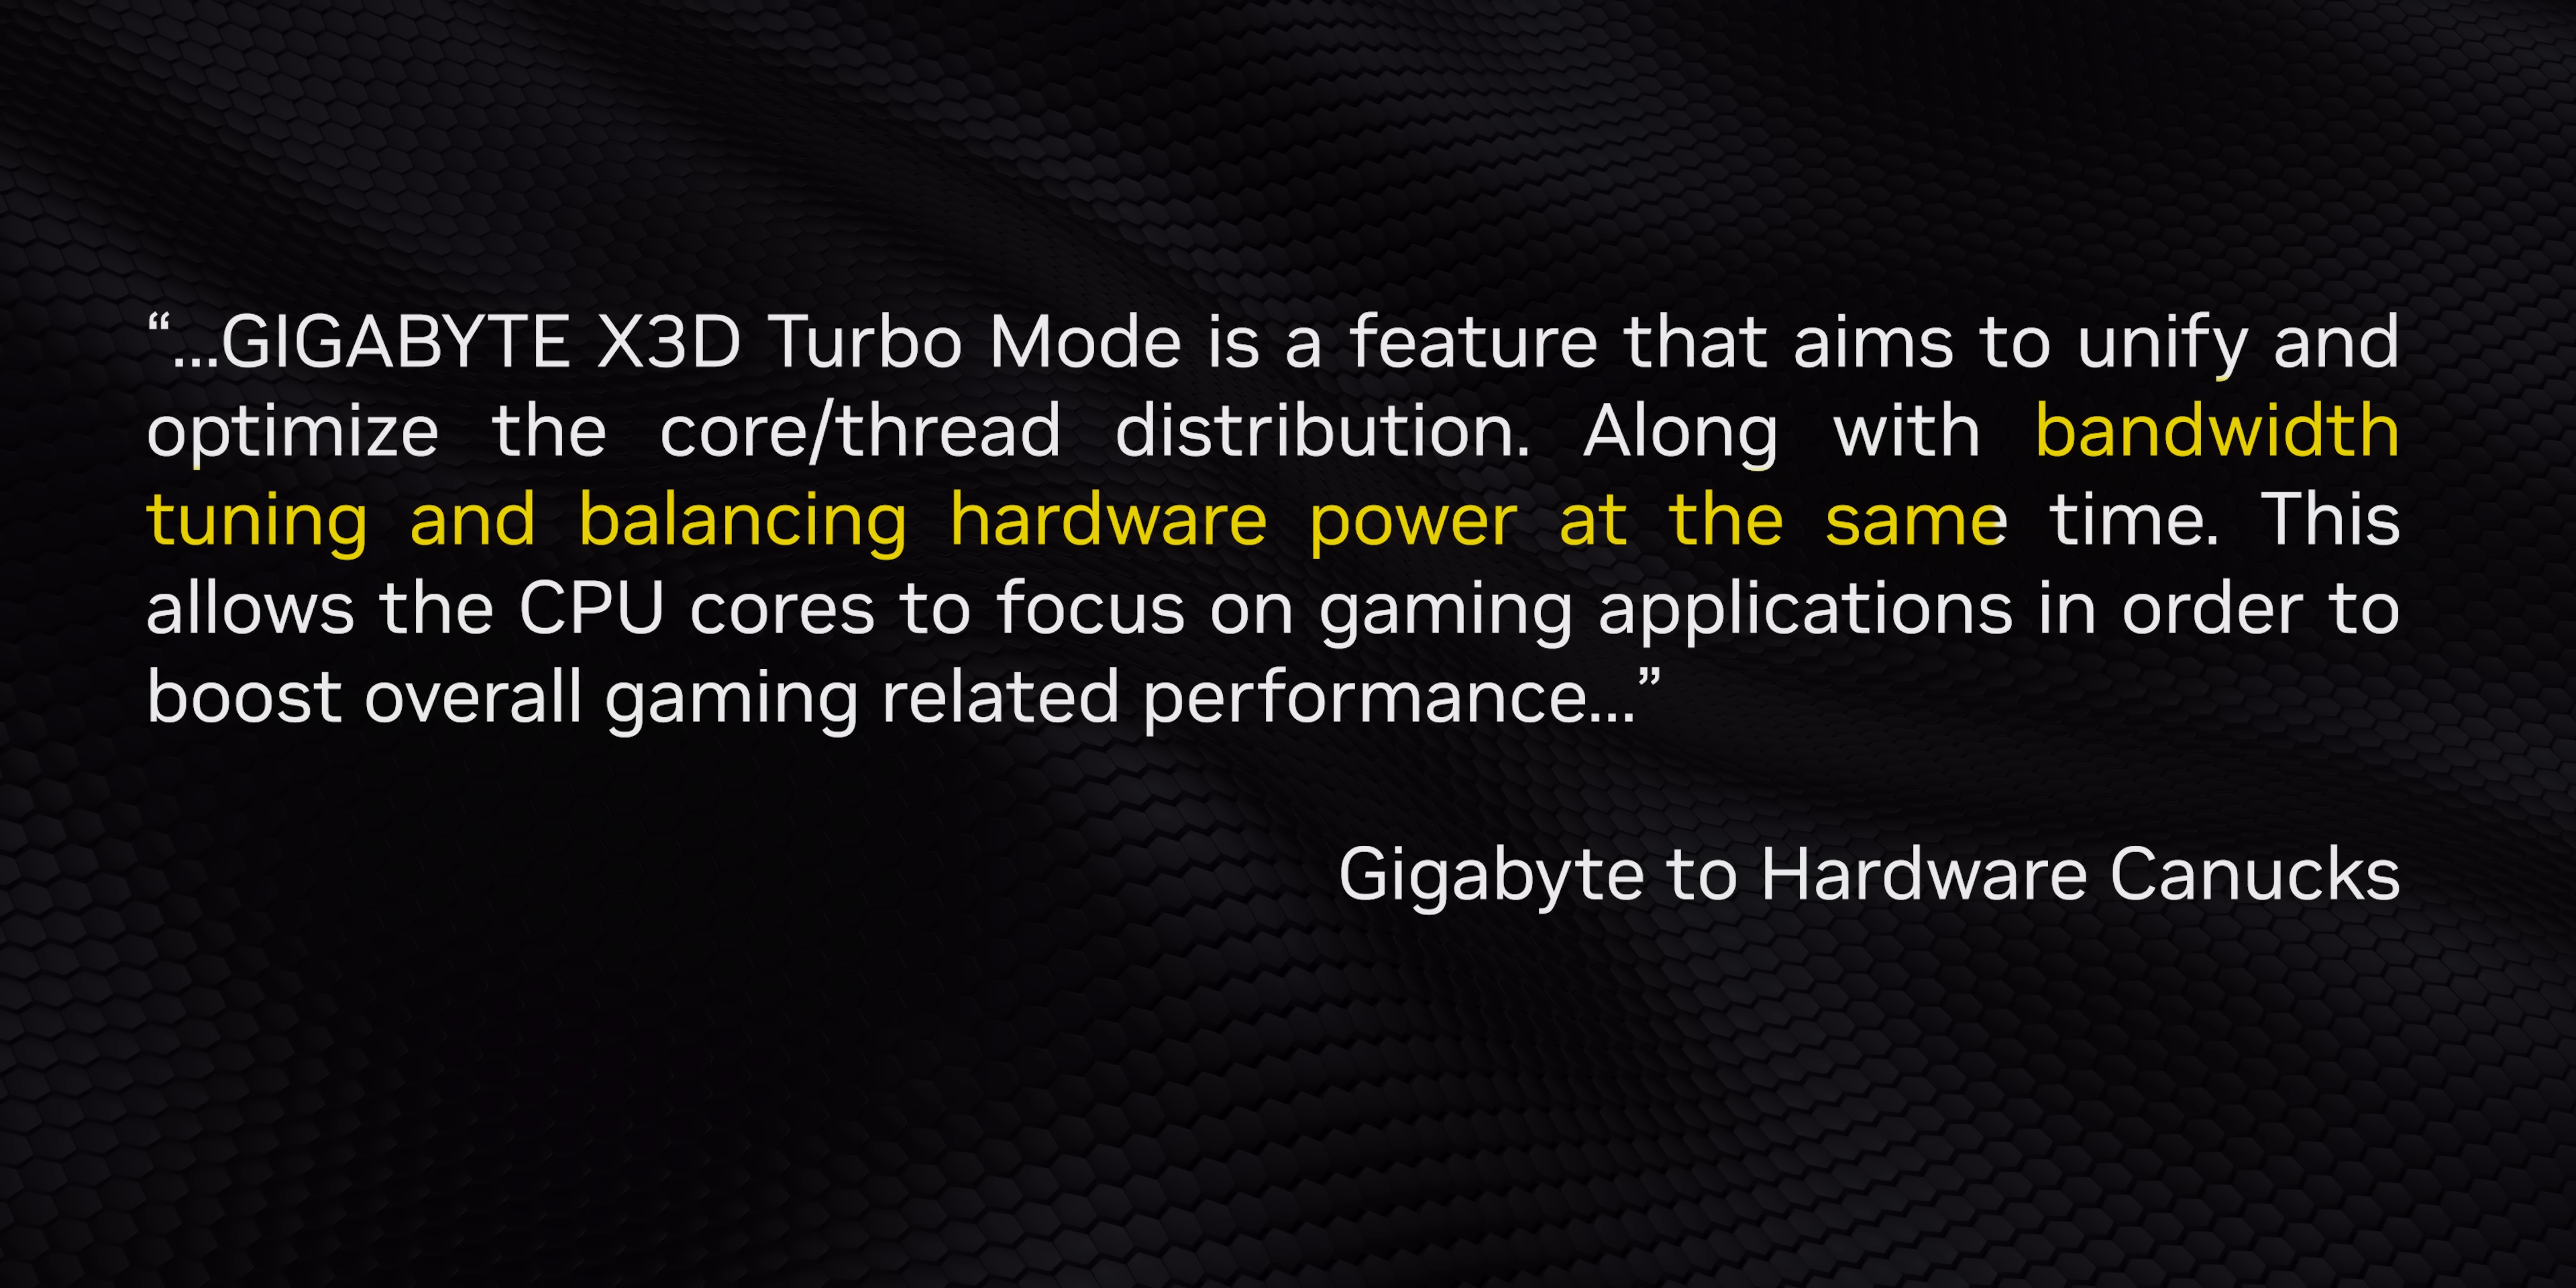 “...GIGABYTE X3D Turbo Mode is a feature that aims to unify and
optimize the core/thread distribution. Along with bandwidth
tuning and balancing hardware power at the same time. This
allows the CPU cores to focus on gaming applications in order to
boost overall gaming related performance...”
Gigabyte to Hardware Canucks